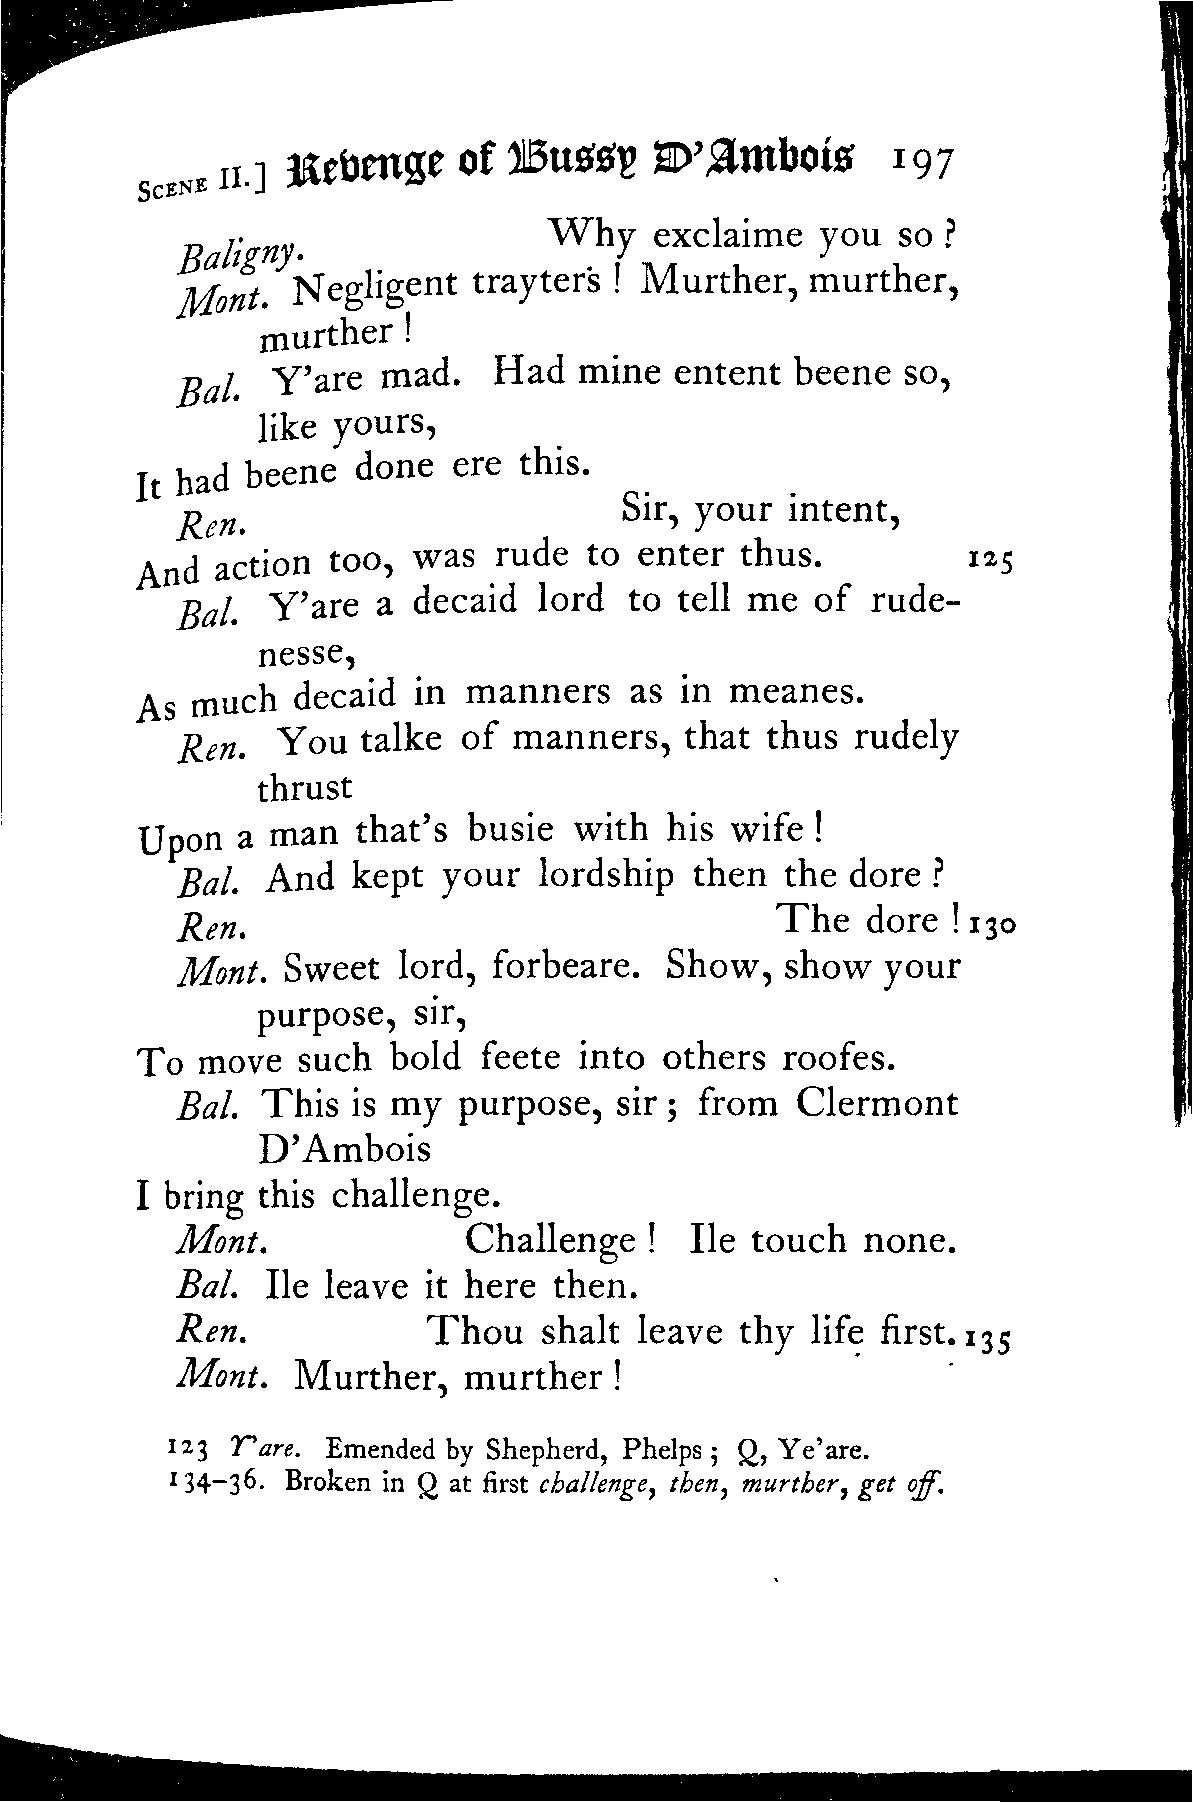 SCENE II.] Revenge of Bussy D'Ambois 197
Baligny. Why exclaime you so ?
Mont. Negligent trayters ! Murther, murther,
murther !
Bal. Y'are mad. Had mine entent beene so,
like yours,
It had beene done ere this.
Ren. Sir, your intent,
And action too, was rude to enter thus. 125
Bal. Y'are a decaid lord to tell me of rude-
nesse,
As much decaid in manners as in meanes.
Ren. You talke of manners, that thus rudely
thrust
Upon a man that's busie with his wife !
Bal. And kept your lordship then the dore ?
Ren. The dore ! 130
Mont. Sweet lord, forbeare. Show, show your
purpose, sir,
To move such bold feete into others roofes.
Bal. This is my purpose, sir ; from Clermont
D'Ambois
I bring this challenge.
Mont. Challenge ! Ile touch none.
Bal. Ile leave it here then.
Ren. Thou shalt leave thy life first. 135
Mont. Murther, murther !
123 Y'are. Emended by Shepherd, Phelps ; Q, Ye'are.
134-36. Broken in Q at first challenge, then, murther, get off.